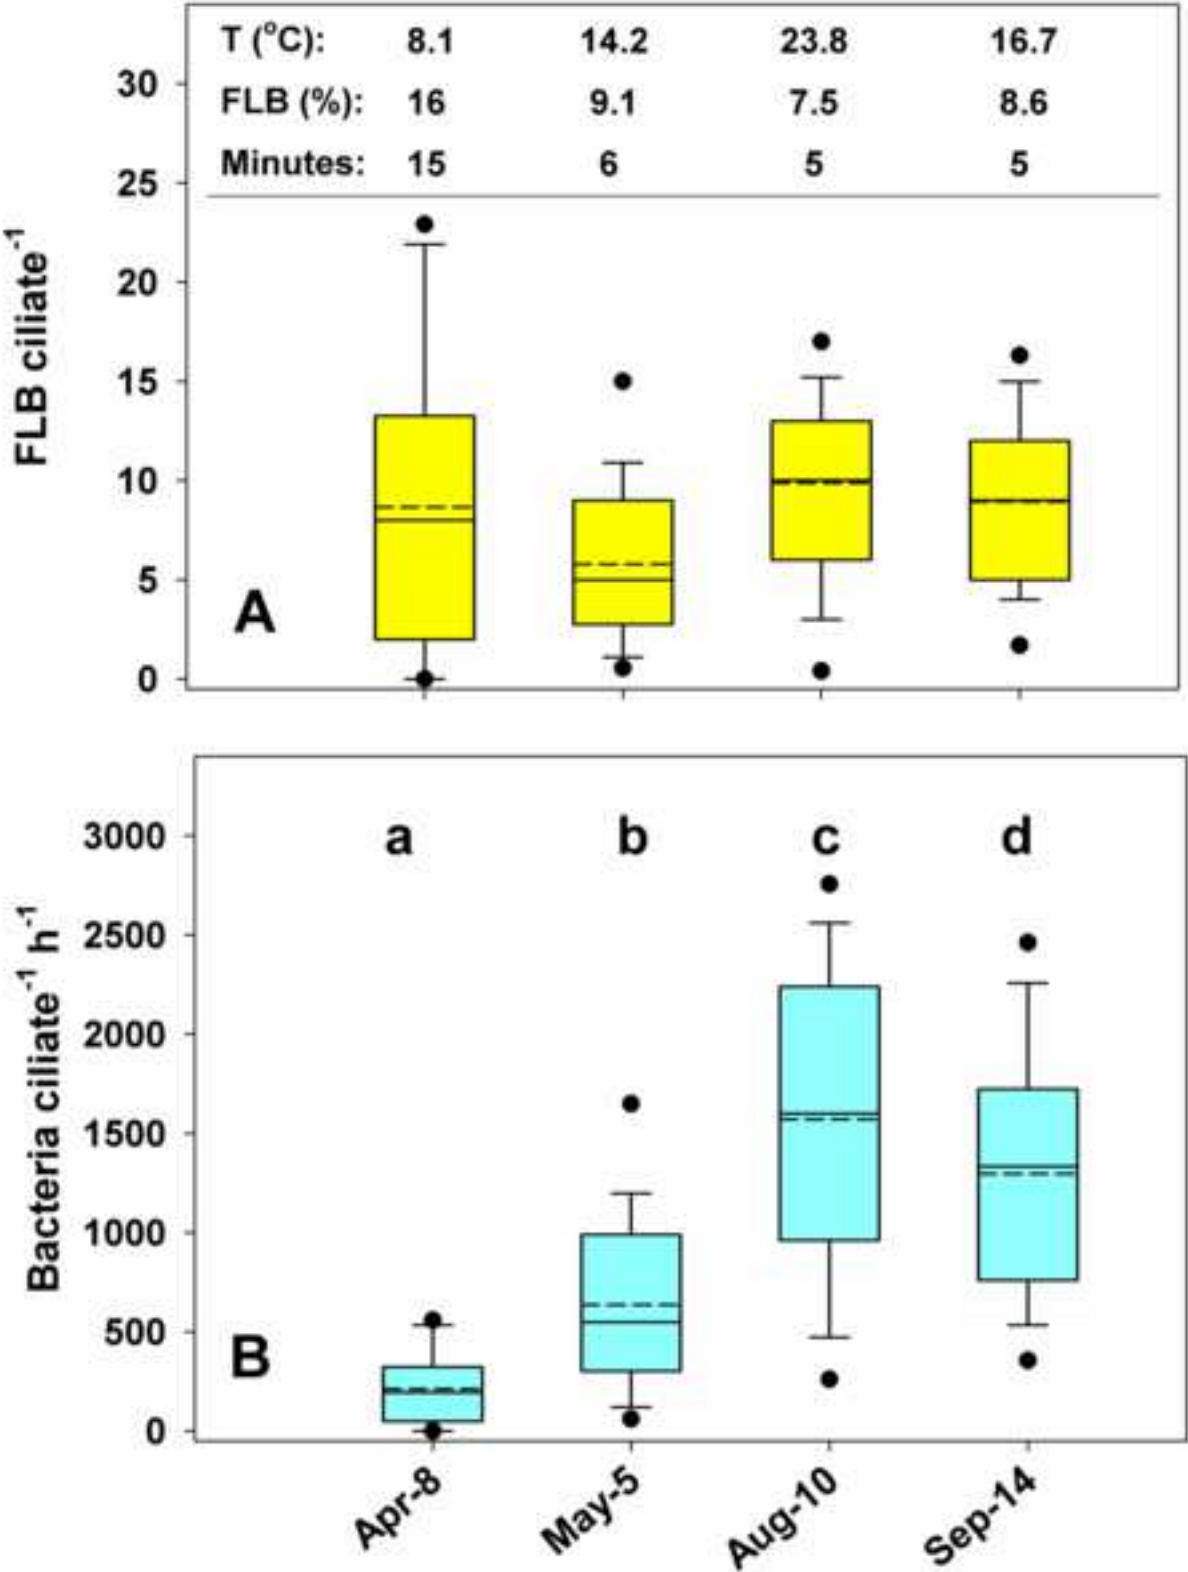 T (°C): 8.1 14.2 23.8 16.7
FLB (%): 16 9.1 7.5 8.6
Minutes: 15 6 5 5
30
25
20
15
10
5
0
FLB ciliate⁻¹
A
a b c d
3000
2500
2000
1500
1000
500
0
Bacteria ciliate⁻¹ h⁻¹
B
Apr-8
May-5
Aug-10
Sep-14